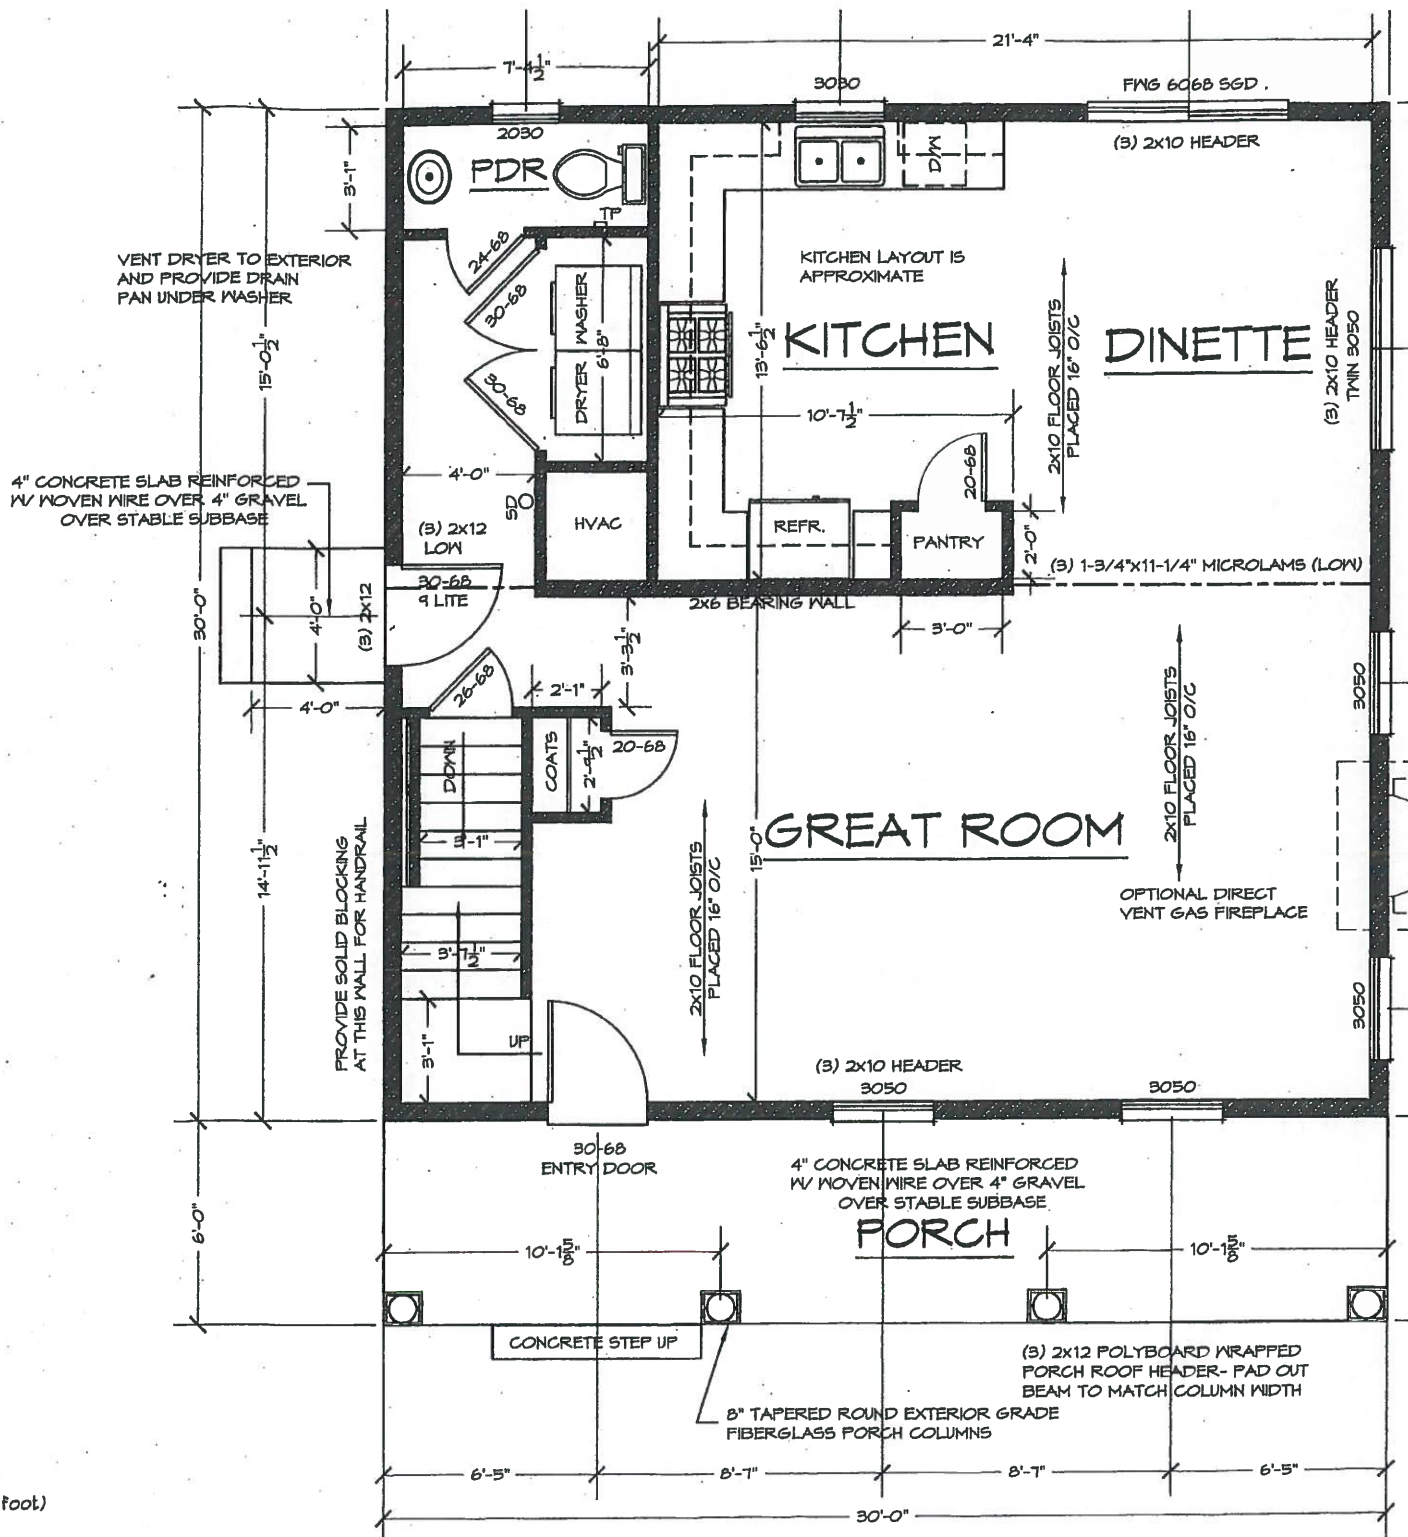 21'-4"
7'-4 1/2"
3030
FWG 6068 SGD.
2030
(3) 2x10 HEADER
PDR
D/W
3'-1"
TP
24-68
VENT DRYER TO EXTERIOR
AND PROVIDE DRAIN
PAN UNDER WASHER
KITCHEN LAYOUT IS
APPROXIMATE
30-68
WASHER
6'-8"
DRYER
30-68
13'-6 1/2"
KITCHEN
DINETTE
(3) 2x10 HEADER
TWIN 3050
15'-0 1/2"
2x10 FLOOR JOISTS
PLACED 16" O/C
10'-7 1/2"
20-68
4'-0"
4" CONCRETE SLAB REINFORCED
W/ WOVEN WIRE OVER 4" GRAVEL
OVER STABLE SUBBASE
SD
(3) 2x12
LOW
HVAC
REFR.
PANTRY
2'-0"
(3) 1-3/4"x11-1/4" MICROLAMS (LOW)
30-68
9 LITE
2x6 BEARING WALL
30'-0"
4'-0"
(3) 2x12
3'-0"
3'-3 1/2"
26-68
2'-1"
4'-0"
3050
20-68
DOWN
COATS
2'-4 1/2"
2x10 FLOOR JOISTS
PLACED 16" O/C
GREAT ROOM
3'-1"
15'-0"
14'-11 1/2"
PROVIDE SOLID BLOCKING
AT THIS WALL FOR HANDRAIL
2x10 FLOOR JOISTS
PLACED 16" O/C
OPTIONAL DIRECT
VENT GAS FIREPLACE
3'-7 1/2"
3050
3'-1"
UP
(3) 2x10 HEADER
3050
3050
30-68
ENTRY DOOR
4" CONCRETE SLAB REINFORCED
W/ WOVEN WIRE OVER 4" GRAVEL
OVER STABLE SUBBASE
6'-0"
PORCH
10'-1 5/8"
10'-1 5/8"
CONCRETE STEP UP
(3) 2x12 POLYBOARD WRAPPED
PORCH ROOF HEADER- PAD OUT
BEAM TO MATCH COLUMN WIDTH
8" TAPERED ROUND EXTERIOR GRADE
FIBERGLASS PORCH COLUMNS
6'-5"
8'-7"
8'-7"
6'-5"
foot)
30'-0"